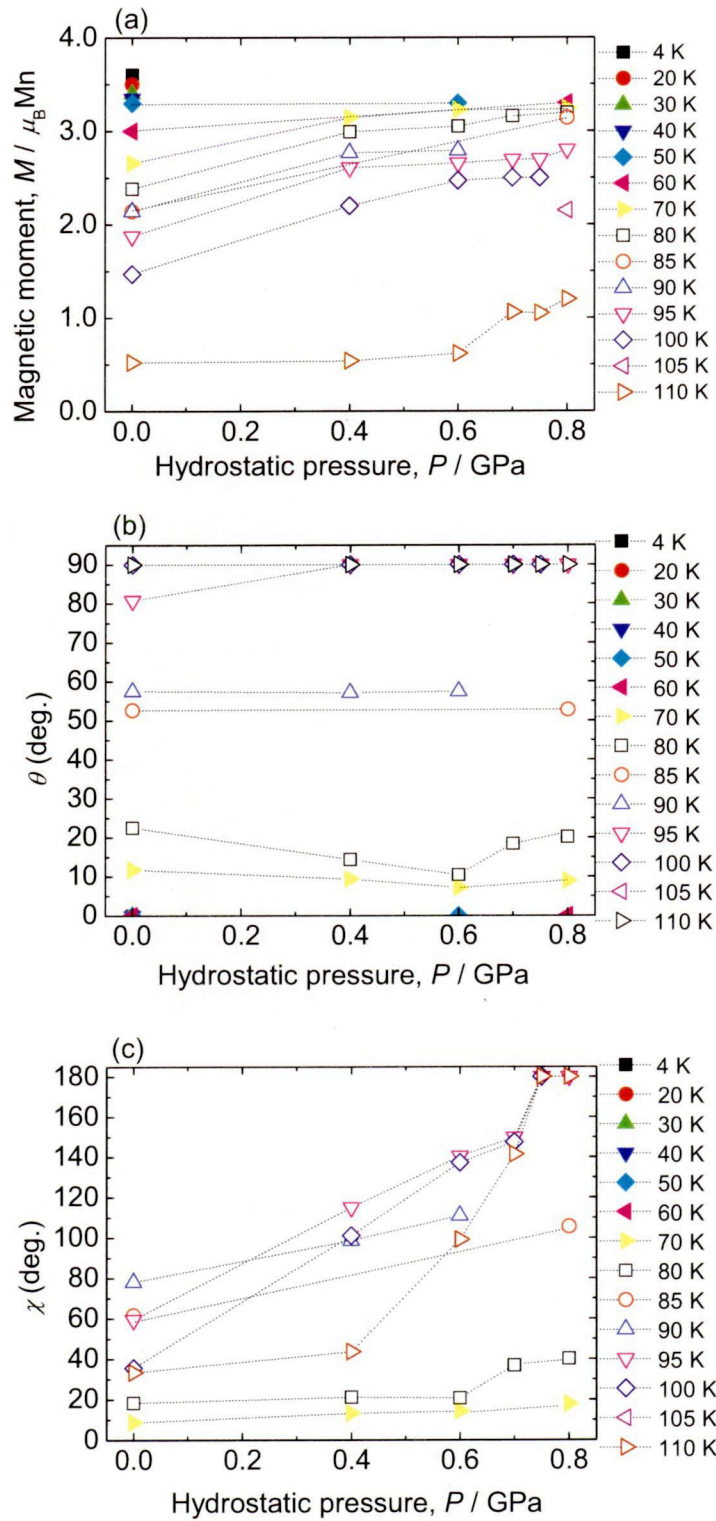 (a)
4.0
3.0
2.0
1.0
0.0
Magnetic moment, M / μB Mn
0.0 0.2 0.4 0.6 0.8
Hydrostatic pressure, P / GPa
4 K
20 K
30 K
40 K
50 K
60 K
70 K
80 K
85 K
90 K
95 K
100 K
105 K
110 K
(b)
90
80
70
60
50
40
30
20
10
0
θ (deg.)
0.0 0.2 0.4 0.6 0.8
Hydrostatic pressure, P / GPa
4 K
20 K
30 K
40 K
50 K
60 K
70 K
80 K
85 K
90 K
95 K
100 K
105 K
110 K
(c)
180
160
140
120
100
80
60
40
20
0
χ (deg.)
0.0 0.2 0.4 0.6 0.8
Hydrostatic pressure, P / GPa
4 K
20 K
30 K
40 K
50 K
60 K
70 K
80 K
85 K
90 K
95 K
100 K
105 K
110 K